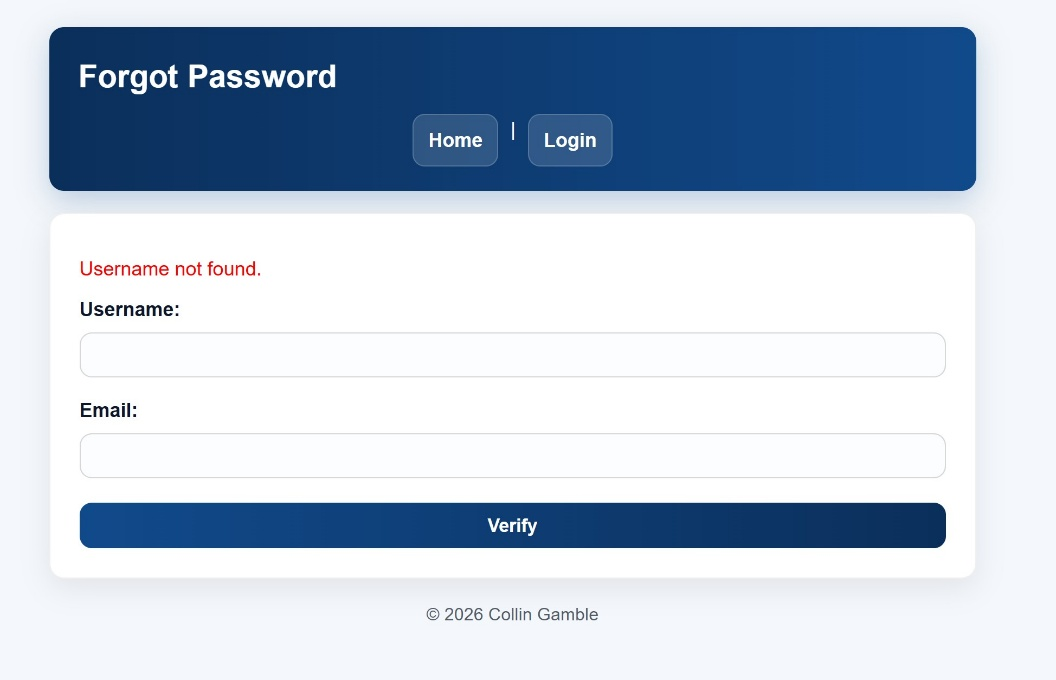 Forgot Password
Home | Login
Username not found.
Username:
Email:
Verify
© 2026 Collin Gamble